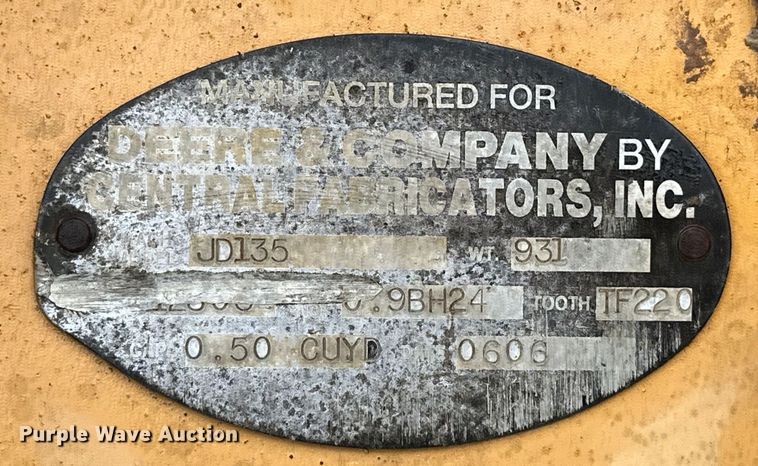 MANUFACTURED FOR
DEERE & COMPANY BY
CENTRAL FABRICATORS, INC.
JD135 WT. 931
.9BH24 TOOTH TF220
CAP. 0.50 CUYD 0606
Purple Wave Auction